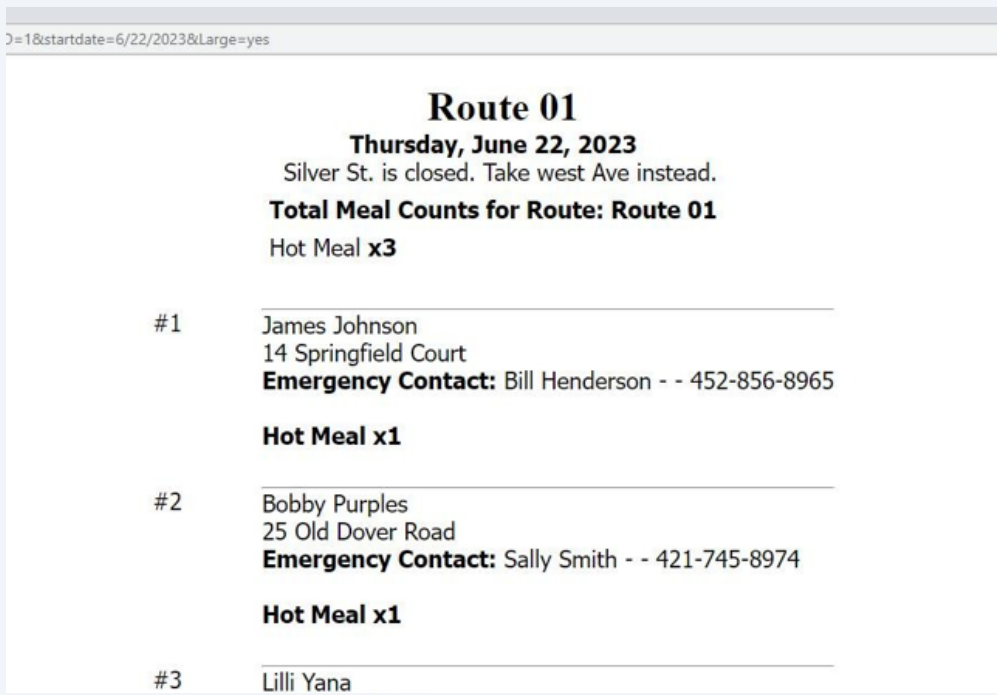 D=1&startdate=6/22/2023&Large=yes
Route 01
Thursday, June 22, 2023
Silver St. is closed. Take west Ave instead.
Total Meal Counts for Route: Route 01
Hot Meal x3
#1
James Johnson
14 Springfield Court
Emergency Contact: Bill Henderson - - 452-856-8965
Hot Meal x1
#2
Bobby Purples
25 Old Dover Road
Emergency Contact: Sally Smith - - 421-745-8974
Hot Meal x1
#3
Lilli Yana